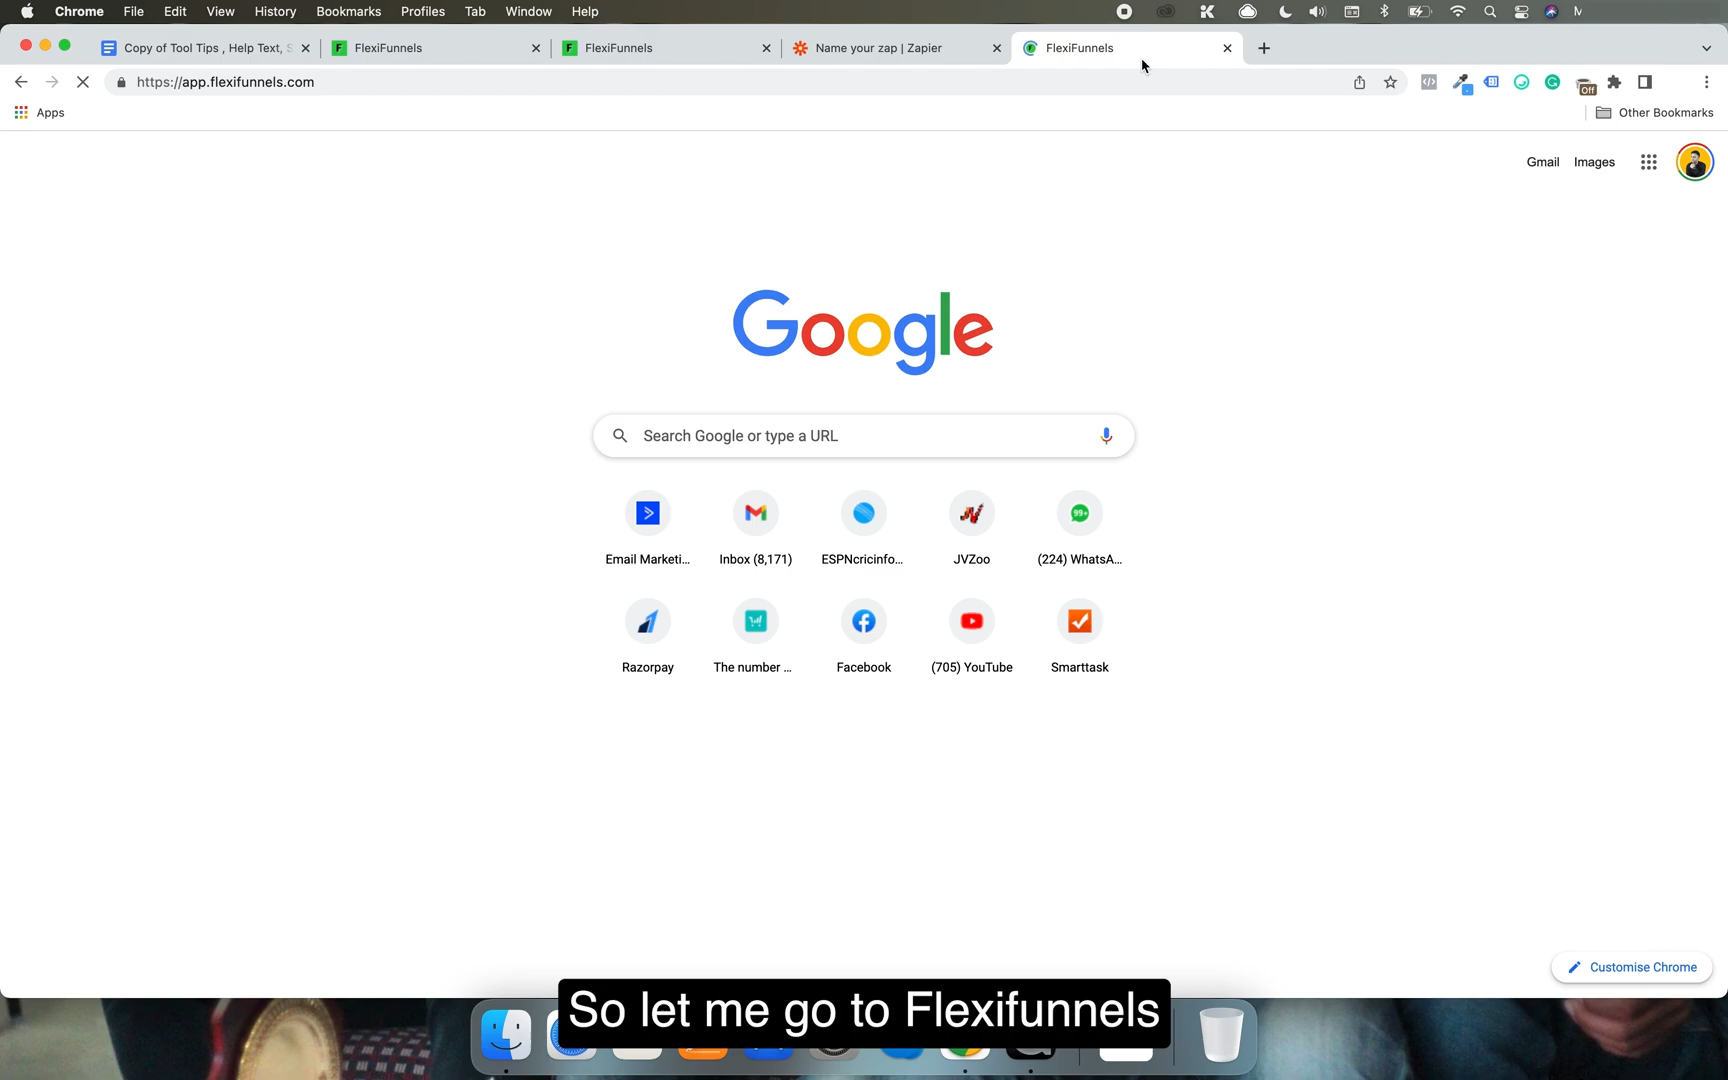 Chrome File Edit View History Bookmarks Profiles Tab Window Help
Copy of Tool Tips , Help Text, FlexiFunnels FlexiFunnels Name your zap | Zapier FlexiFunnels
https://app.flexifunnels.com
Off
Apps
Other Bookmarks
Gmail Images
Google
Search Google or type a URL
99+
Email Marketi... Inbox (8,171) ESPNcricinfo... JVZoo (224) WhatsA...
Razorpay The number ... Facebook (705) YouTube Smarttask
Customise Chrome
So let me go to Flexifunnels